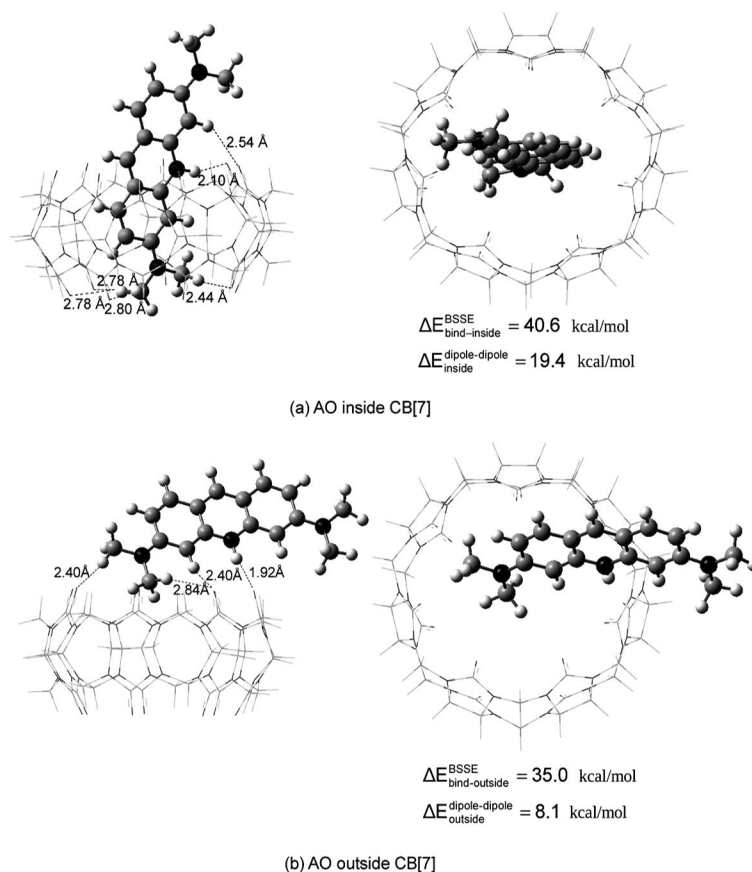 2.54 Å
2.10 Å
2.78 Å
2.78 Å
2.80 Å
2.44 Å
ΔE^BSSE_bind–inside = 40.6 kcal/mol
ΔE^dipole-dipole_inside = 19.4 kcal/mol
(a) AO inside CB[7]
2.40Å
2.84Å
2.40Å
1.92Å
ΔE^BSSE_bind-outside = 35.0 kcal/mol
ΔE^dipole-dipole_outside = 8.1 kcal/mol
(b) AO outside CB[7]